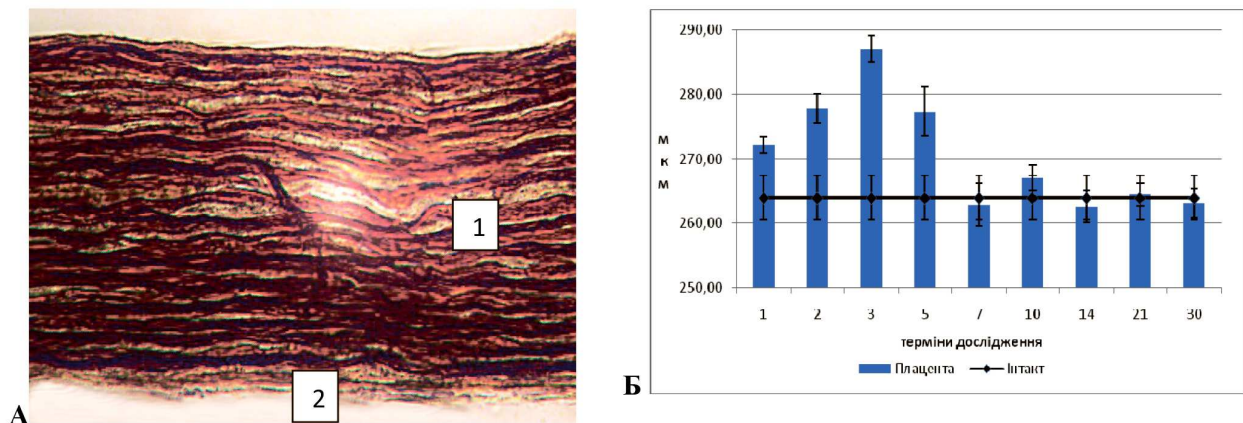 1
2
А
290,00
280,00
270,00
260,00
250,00
м
к
м
1 2 3 5 7 10 14 21 30
терміни дослідження
Плацента Інтакт
Б